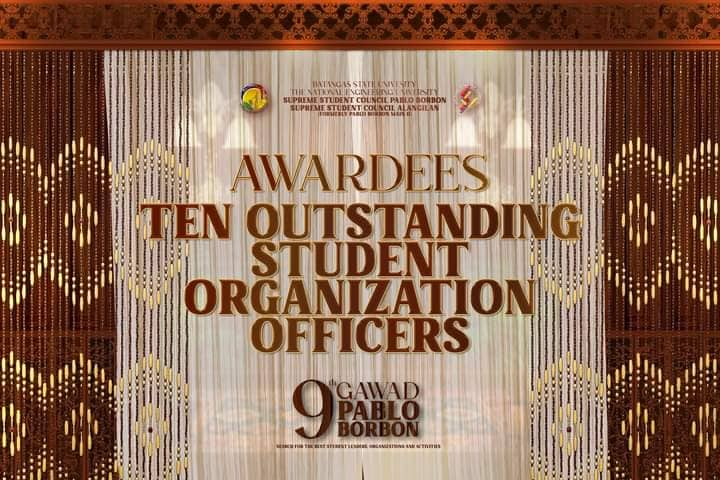 BATANGAS STATE UNIVESITY
THE NATIONAL ENGINEERING UNIVERSITY
SUPREME STUDENT COUNCIL PABLO BORBON
SUPREME STUDENT COUNCIL ALANGILAN
(FORMERLY PABLO BORBON MAIN II)
AWARDEES
TEN OUTSTANDING
STUDENT
ORGANIZATION
OFFICERS
9th GAWAD
PABLO
BORBON
SEARCH FOR THE BEST STUDENT LEADERS, ORGANIZATIONS AND ACTIVITIES